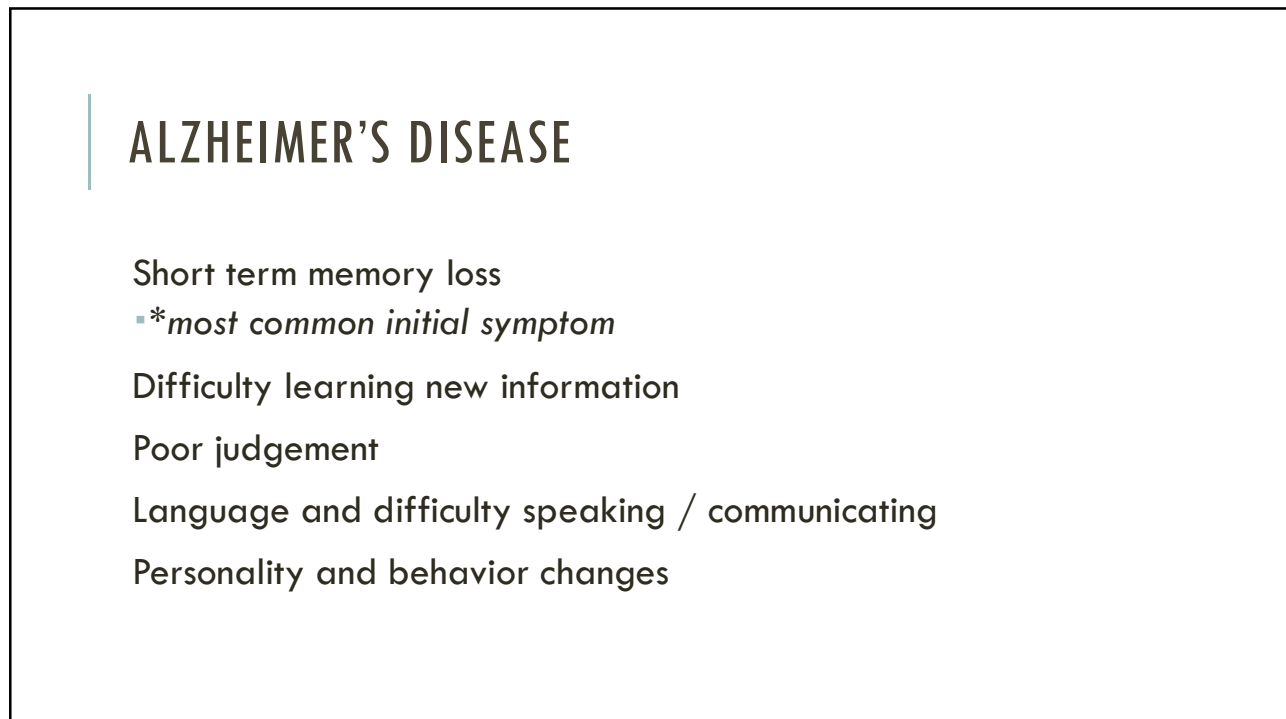 ALZHEIMER’S DISEASE
Short term memory loss
▪*most common initial symptom
Difficulty learning new information
Poor judgement
Language and difficulty speaking / communicating
Personality and behavior changes